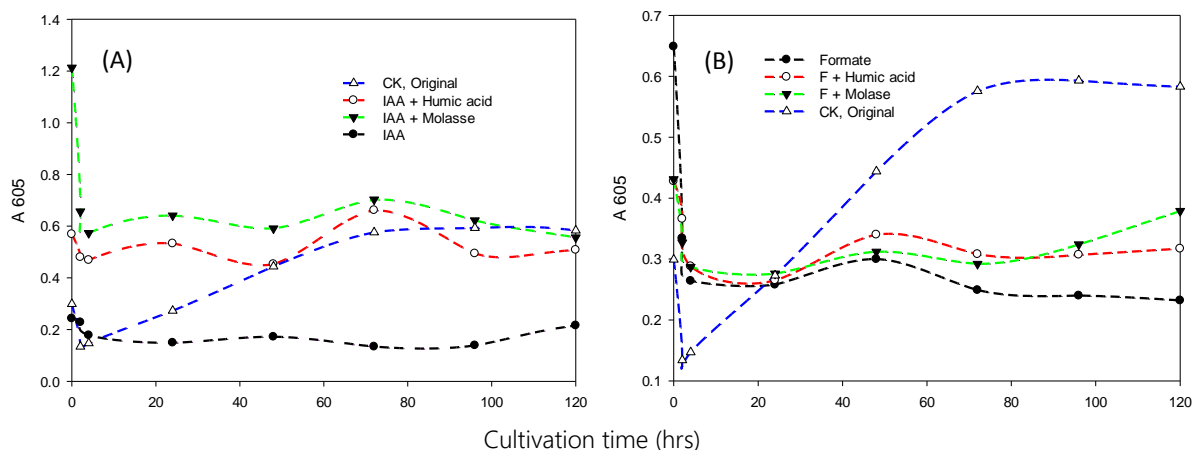 (A)
CK, Original
IAA + Humic acid
IAA + Molasse
IAA
A 605
1.4
1.2
1.0
0.8
0.6
0.4
0.2
0.0
0
20
40
60
80
100
120
(B)
Formate
F + Humic acid
F + Molase
CK, Original
A 605
0.7
0.6
0.5
0.4
0.3
0.2
0.1
0
20
40
60
80
100
120
Cultivation time (hrs)